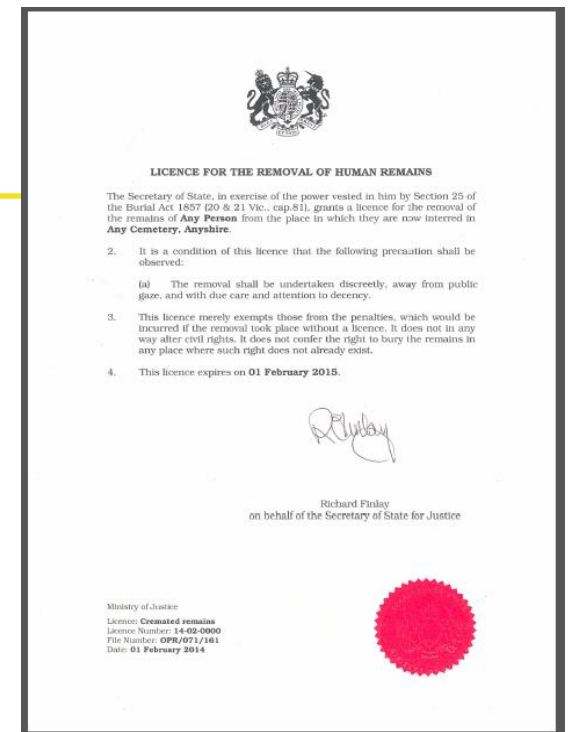 LICENCE FOR THE REMOVAL OF HUMAN REMAINS
The Secretary of State, in exercise of the power vested in him by Section 25 of
the Burial Act 1857 (20 & 21 Vic., cap.81), grants a licence for the removal of
the remains of Any Person from the place in which they are now interred in
Any Cemetery, Anyshire.
2. It is a condition of this licence that the following precaution shall be
observed:
(a) The removal shall be undertaken discreetly, away from public
gaze, and with due care and attention to decency.
3. This licence merely exempts those from the penalties, which would be
incurred if the removal took place without a licence. It does not in any
way alter civil rights. It does not confer the right to bury the remains in
any place where such right does not already exist.
4. This licence expires on 01 February 2015.
Richard Finlay
on behalf of the Secretary of State for Justice
Ministry of Justice
Licence: Cremated remains
Licence Number: 14-02-0000
File Number: OPR/071/161
Date: 01 February 2014